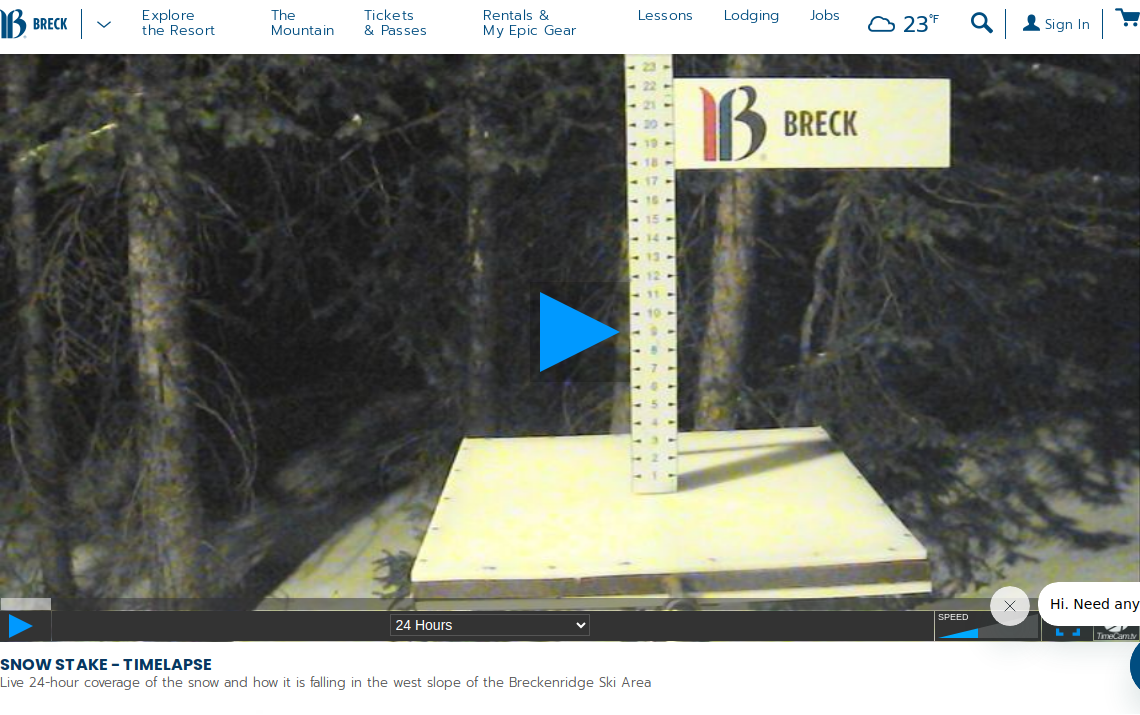 BRECK
Explore
the Resort
The
Mountain
Tickets
& Passes
Rentals &
My Epic Gear
Lessons
Lodging
Jobs
23°F
Sign In
23
22
21
20
19
18
17
16
15
14
13
12
11
10
9
8
7
6
5
4
3
2
1
B BRECK
24 Hours
SPEED
Hi. Need any
TimeCam.tv
SNOW STAKE - TIMELAPSE
Live 24-hour coverage of the snow and how it is falling in the west slope of the Breckenridge Ski Area